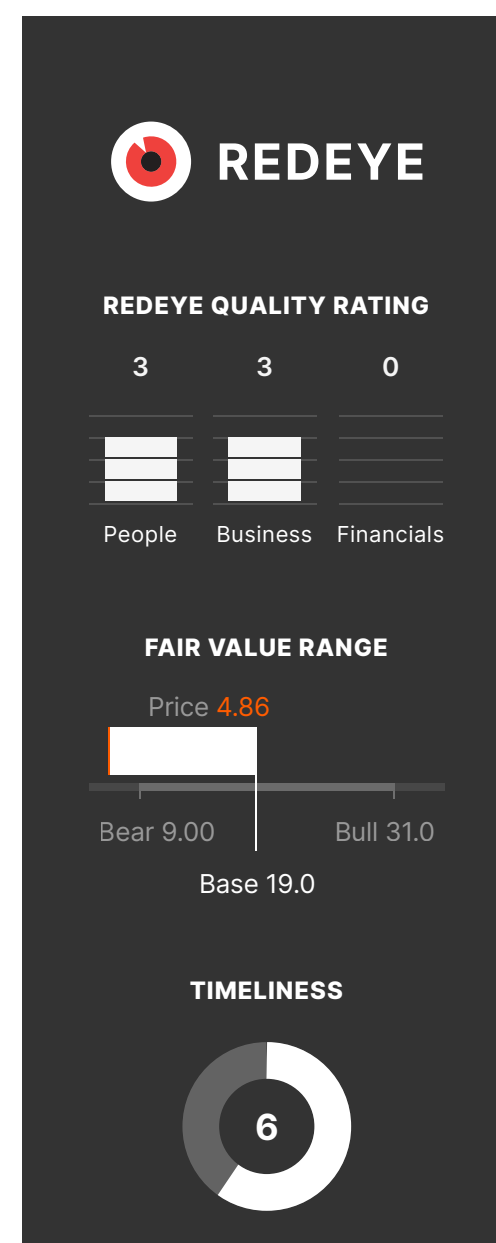 REDEYE
REDEYE QUALITY RATING
3 3 0
People Business Financials
FAIR VALUE RANGE
Price 4.86
Bear 9.00 Bull 31.0
Base 19.0
TIMELINESS
6